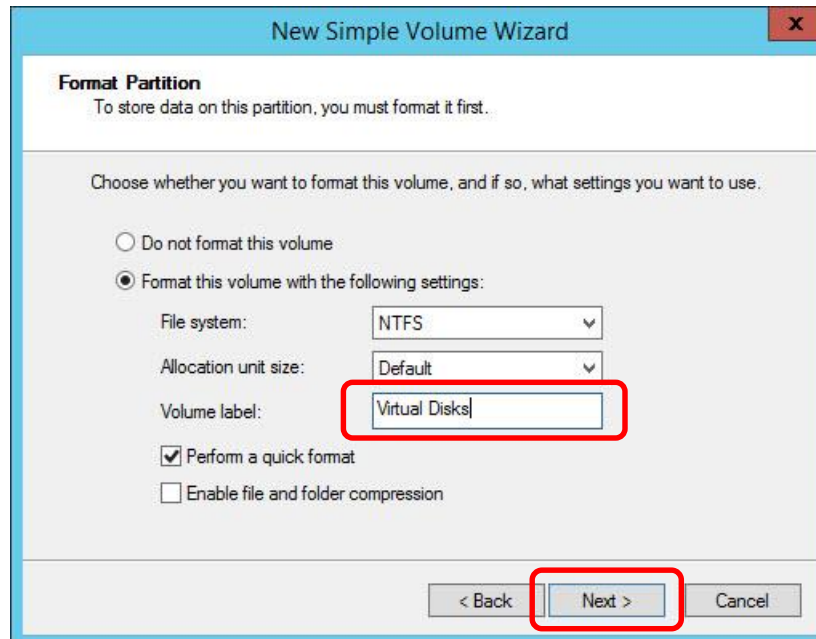 New Simple Volume Wizard
x
Format Partition
To store data on this partition, you must format it first.
Choose whether you want to format this volume, and if so, what settings you want to use.
Do not format this volume
Format this volume with the following settings:
File system: NTFS
Allocation unit size: Default
Volume label: Virtual Disks
Perform a quick format
Enable file and folder compression
< Back Next > Cancel